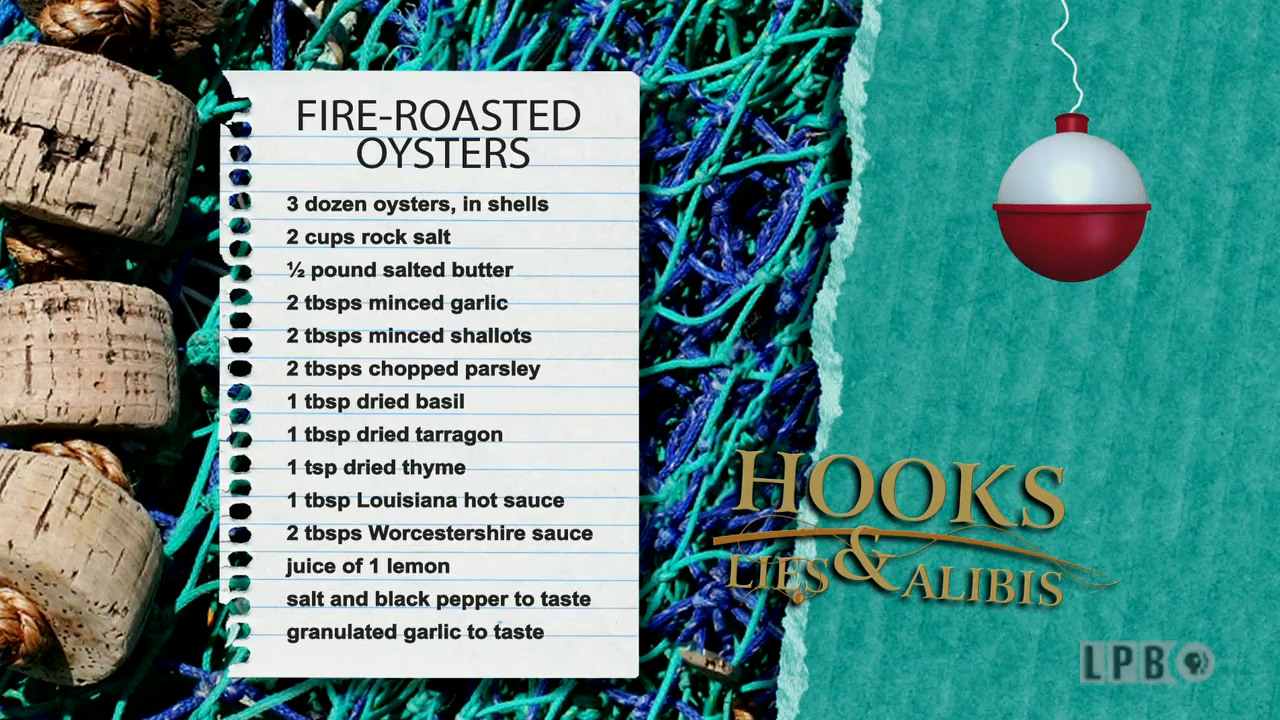 FIRE-ROASTED
OYSTERS
3 dozen oysters, in shells
2 cups rock salt
½ pound salted butter
2 tbsps minced garlic
2 tbsps minced shallots
2 tbsps chopped parsley
1 tbsp dried basil
1 tbsp dried tarragon
1 tsp dried thyme
1 tbsp Louisiana hot sauce
2 tbsps Worcestershire sauce
juice of 1 lemon
salt and black pepper to taste
granulated garlic to taste
HOOKS
LIES & ALIBIS
LPB